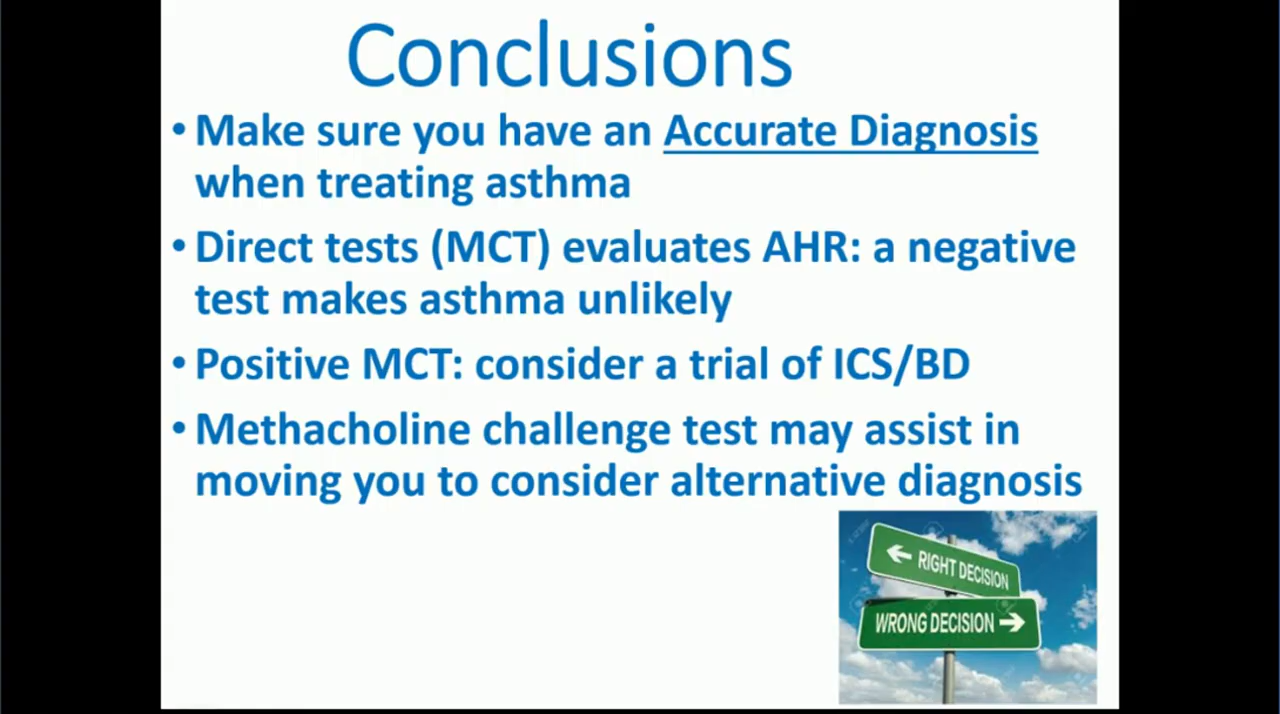 Conclusions
• Make sure you have an Accurate Diagnosis
when treating asthma
• Direct tests (MCT) evaluates AHR: a negative
test makes asthma unlikely
• Positive MCT: consider a trial of ICS/BD
• Methacholine challenge test may assist in
moving you to consider alternative diagnosis
← RIGHT DECISION
WRONG DECISION →